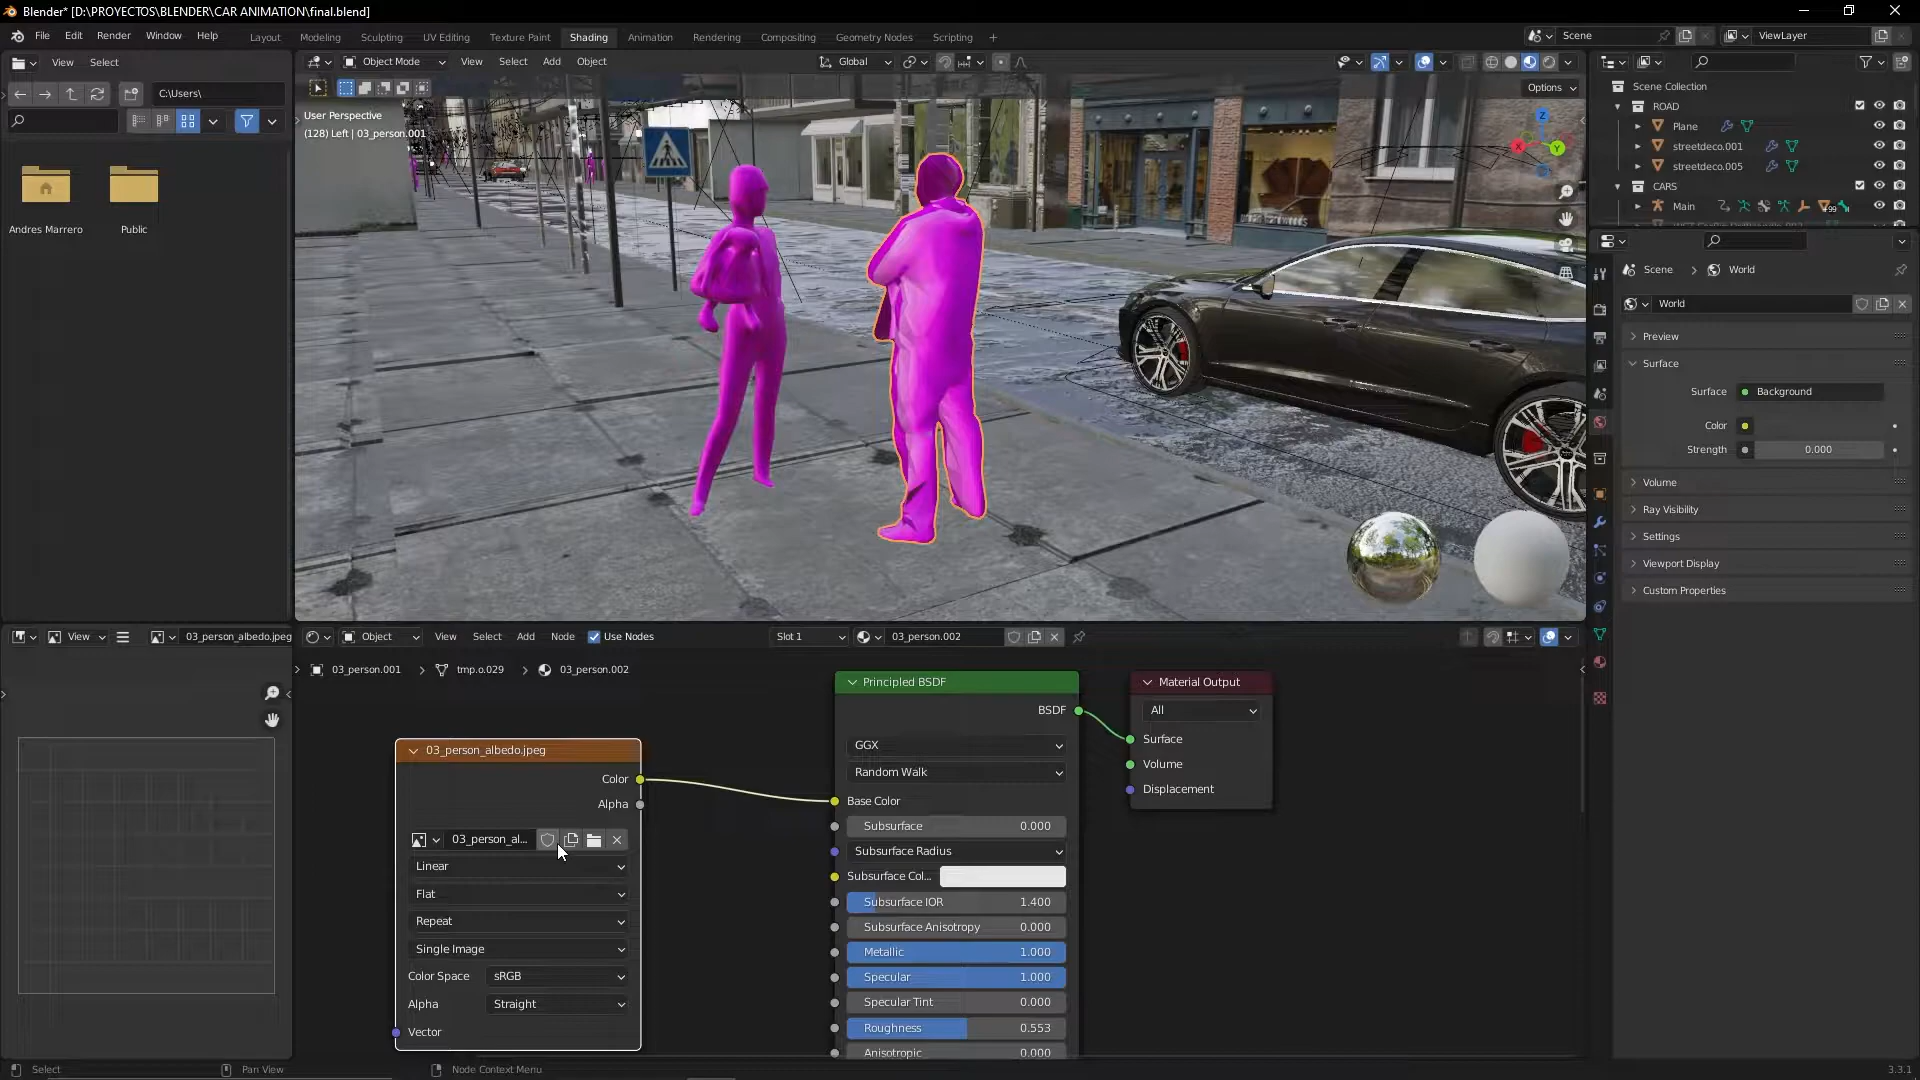 Blender* [D:\PROYECTOS\BLENDER\CAR ANIMATION\final.blend]
File Edit Render Window Help Layout Modeling Sculpting UV Editing Texture Paint Shading Animation Rendering Compositing Geometry Nodes Scripting + Scene ViewLayer
View Select Object Mode View Select Add Object Global
C:\Users\
Options
User Perspective
(128) Left | 03_person.001
Andres Marrero Public
Z
X
Y
Scene Collection
ROAD
Plane
streetdeco.001
streetdeco.005
CARS
Main
Scene > World
World
Preview
Surface
Surface Background
Color
Strength 0.000
Volume
Ray Visibility
Settings
Viewport Display
Custom Properties
View 03_person_albedo.jpeg
Object View Select Add Node Use Nodes Slot 1 03_person.002
03_person.001 > tmp.o.029 > 03_person.002
03_person_albedo.jpeg
Color
Alpha
03_person_al...
Linear
Flat
Repeat
Single Image
Color Space sRGB
Alpha Straight
Vector
Principled BSDF
BSDF
GGX
Random Walk
Base Color
Subsurface 0.000
Subsurface Radius
Subsurface Col...
Subsurface IOR 1.400
Subsurface Anisotropy 0.000
Metallic 1.000
Specular 1.000
Specular Tint 0.000
Roughness 0.553
Anisotropic 0.000
Material Output
All
Surface
Volume
Displacement
Select Pan View Node Context Menu 3.3.1